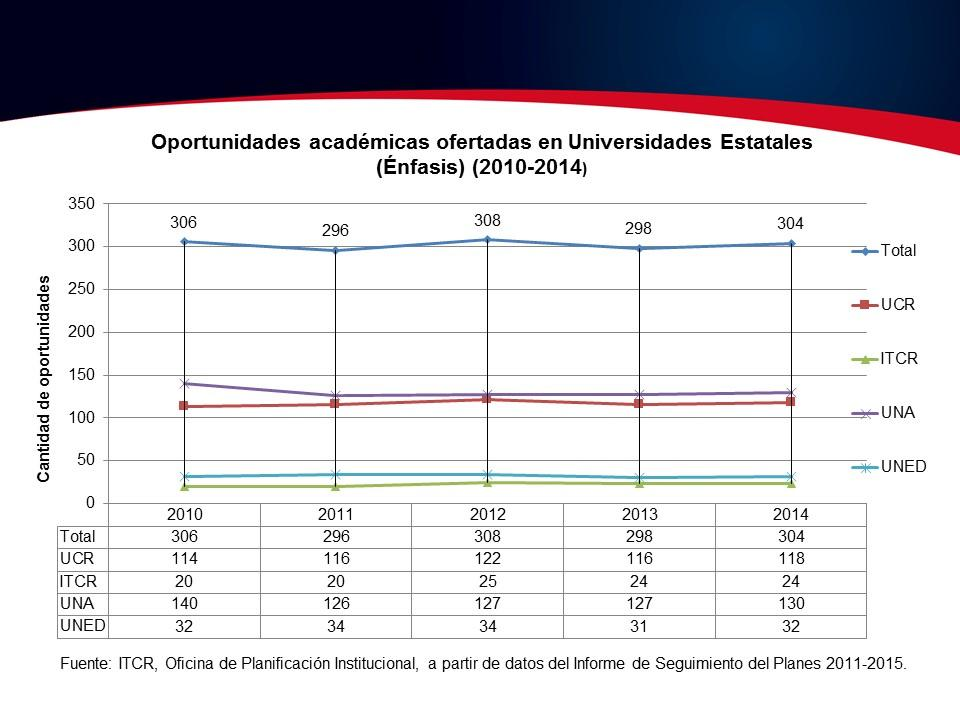 Oportunidades académicas ofertadas en Universidades Estatales
(Énfasis) (2010-2014)
350
300
250
200
150
100
50
0
Cantidad de oportunidades
306
296
308
298
304
Total
UCR
ITCR
UNA
UNED
2010 2011 2012 2013 2014
Total 306 296 308 298 304
UCR 114 116 122 116 118
ITCR 20 20 25 24 24
UNA 140 126 127 127 130
UNED 32 34 34 31 32
Fuente: ITCR, Oficina de Planificación Institucional, a partir de datos del Informe de Seguimiento del Planes 2011-2015.